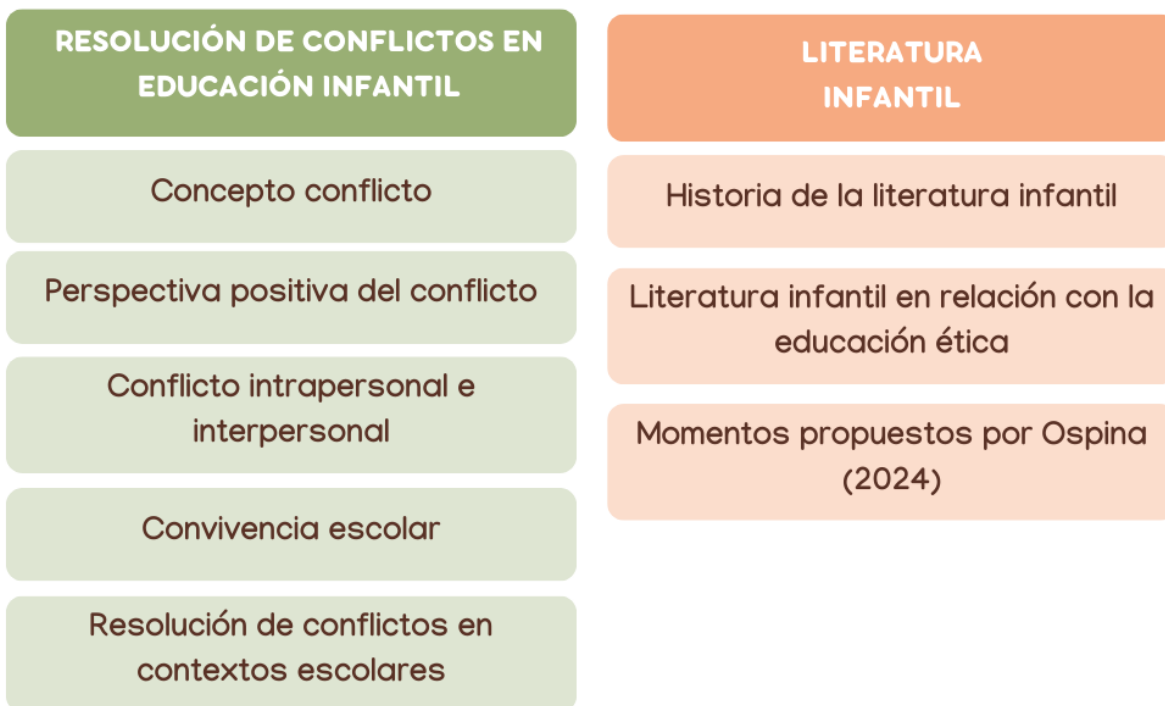 RESOLUCIÓN DE CONFLICTOS EN
EDUCACIÓN INFANTIL
Concepto conflicto
Perspectiva positiva del conflicto
Conflicto intrapersonal e
interpersonal
Convivencia escolar
Resolución de conflictos en
contextos escolares
LITERATURA
INFANTIL
Historia de la literatura infantil
Literatura infantil en relación con la
educación ética
Momentos propuestos por Ospina
(2024)